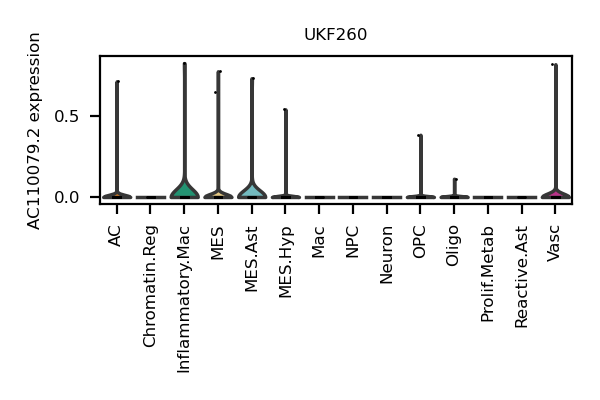 UKF260
AC110079.2 expression
0.5
0.0
AC
Chromatin.Reg
Inflammatory.Mac
MES
MES.Ast
MES.Hyp
Mac
NPC
Neuron
OPC
Oligo
Prolif.Metab
Reactive.Ast
Vasc